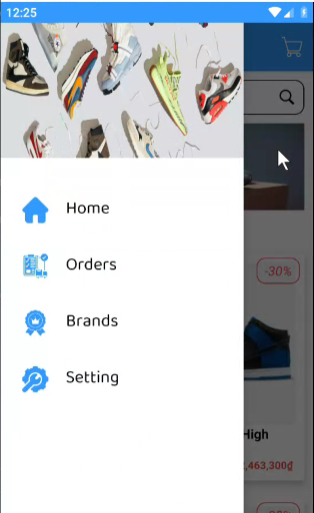 12:25
-30%
Home
Orders
Brands
Setting
High
,463,300₫